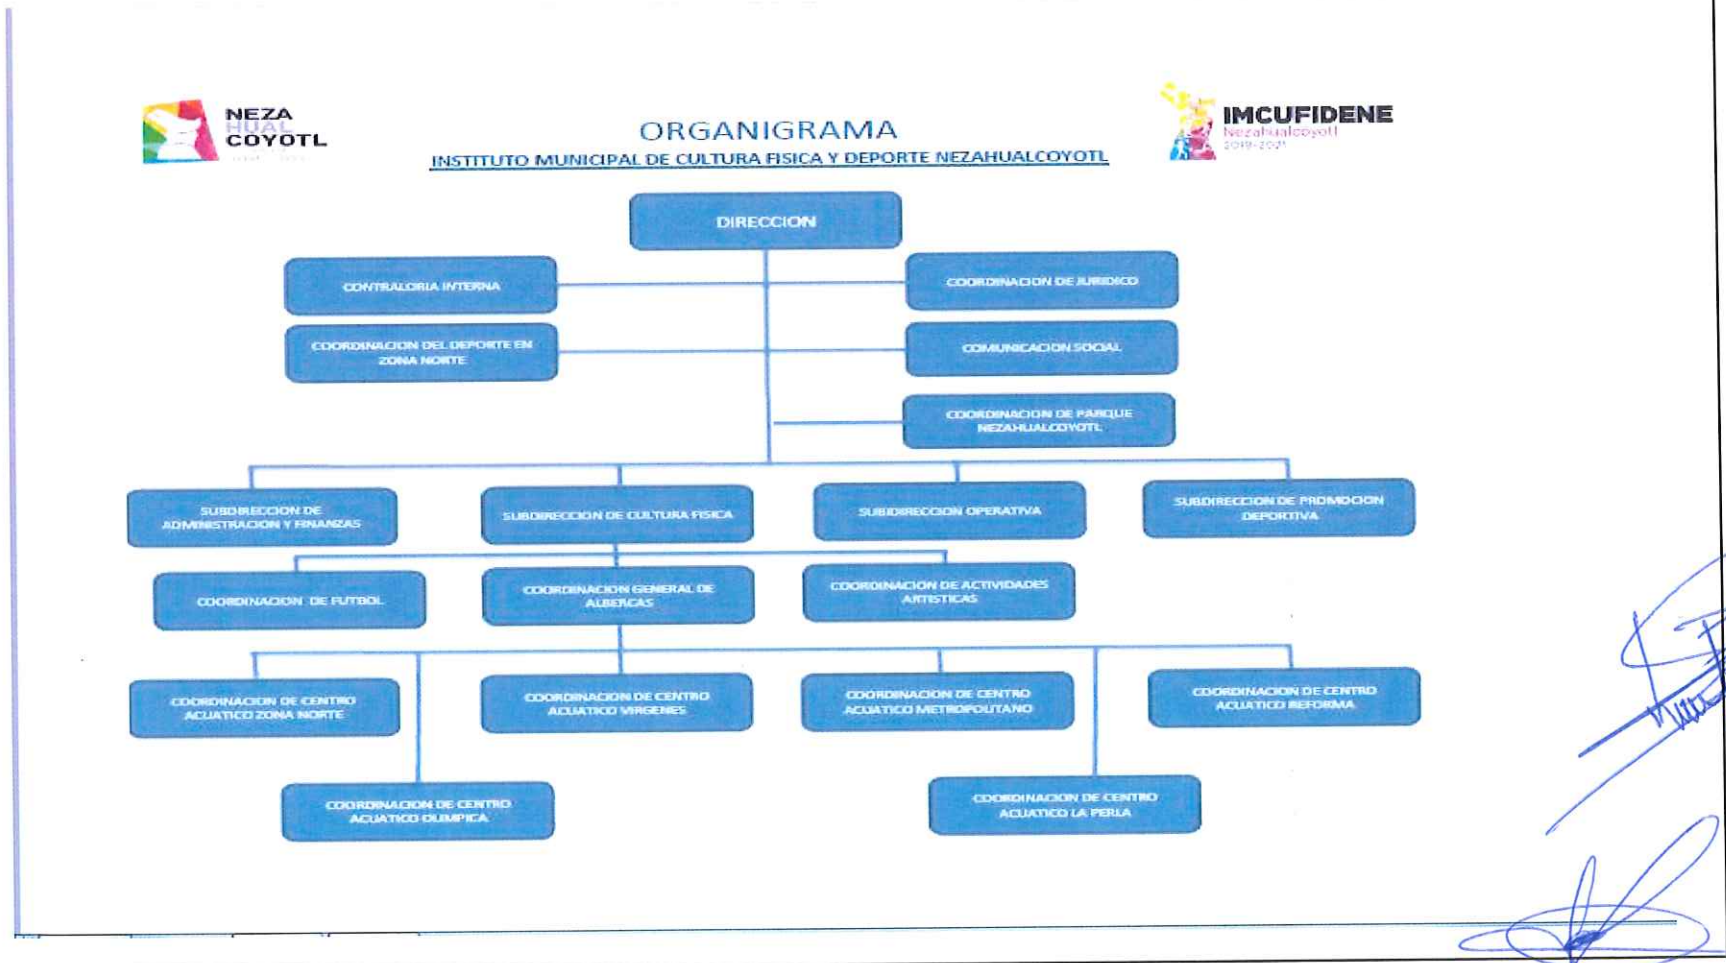 NEZA
HUAL
COYOTL
ORGANIGRAMA
INSTITUTO MUNICIPAL DE CULTURA FISICA Y DEPORTE NEZAHUALCOYOTL
IMCUFIDENE
Nezahualcóyotl
2019-2021
DIRECCION
CONTRALORIA INTERNA
COORDINACION DE JURIDICO
COORDINACION DEL DEPORTE EN
ZONA NORTE
COMUNICACION SOCIAL
COORDINACION DE PARQUE
NEZAHUALCOYOTL
SUBDIRECCION DE
ADMINISTRACION Y FINANZAS
SUBDIRECCION DE CULTURA FISICA
SUBDIRECCION OPERATIVA
SUBDIRECCION DE PROMOCION
DEPORTIVA
COORDINACION DE FUTBOL
COORDINACION GENERAL DE
ALBERCAS
COORDINACION DE ACTIVIDADES
ARTISTICAS
COORDINACION DE CENTRO
ACUATICO ZONA NORTE
COORDINACION DE CENTRO
ACUATICO VIRGENES
COORDINACION DE CENTRO
ACUATICO METROPOLITANO
COORDINACION DE CENTRO
ACUATICO REFORMA
COORDINACION DE CENTRO
ACUATICO OLIMPICA
COORDINACION DE CENTRO
ACUATICO LA PERLA